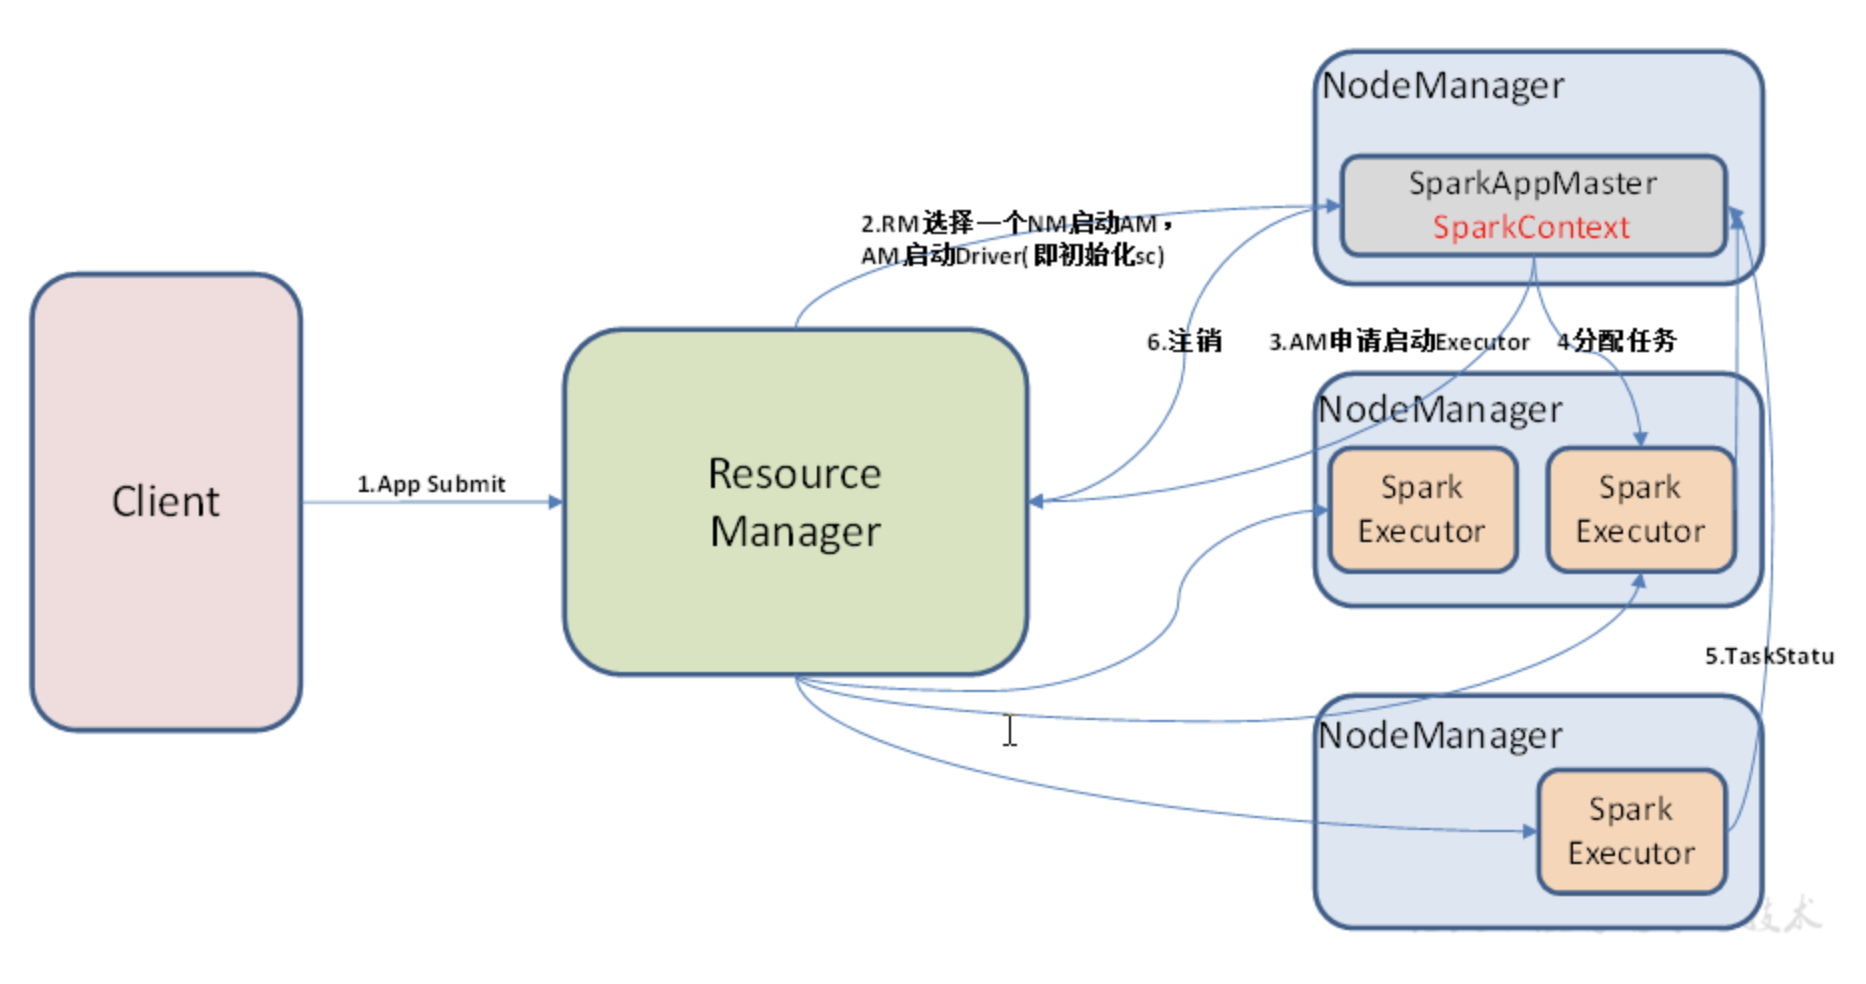 NodeManager
SparkAppMaster
SparkContext
2.RM选择一个NM启动AM，
AM启动Driver(即初始化sc)
6.注销
3.AM申请启动Executor
4分配任务
Client
1.App Submit
Resource
Manager
NodeManager
Spark
Executor
Spark
Executor
5.TaskStatu
NodeManager
Spark
Executor
技术